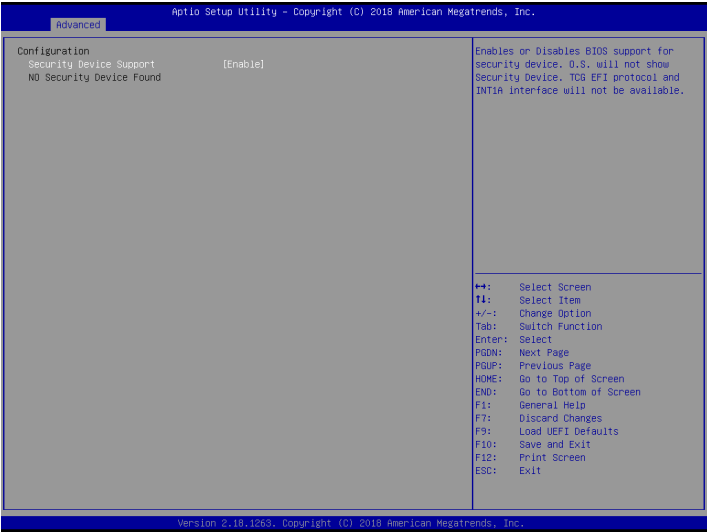 Aptio Setup Utility – Copyright (C) 2018 American Megatrends, Inc.
Advanced
Configuration
Security Device Support [Enable]
NO Security Device Found
Enables or Disables BIOS support for
security device. O.S. will not show
Security Device. TCG EFI protocol and
INT1A interface will not be available.
↔: Select Screen
↑↓: Select Item
+/-: Change Option
Tab: Switch Function
Enter: Select
PGDN: Next Page
PGUP: Previous Page
HOME: Go to Top of Screen
END: Go to Bottom of Screen
F1: General Help
F7: Discard Changes
F9: Load UEFI Defaults
F10: Save and Exit
F12: Print Screen
ESC: Exit
Version 2.18.1263. Copyright (C) 2018 American Megatrends, Inc.